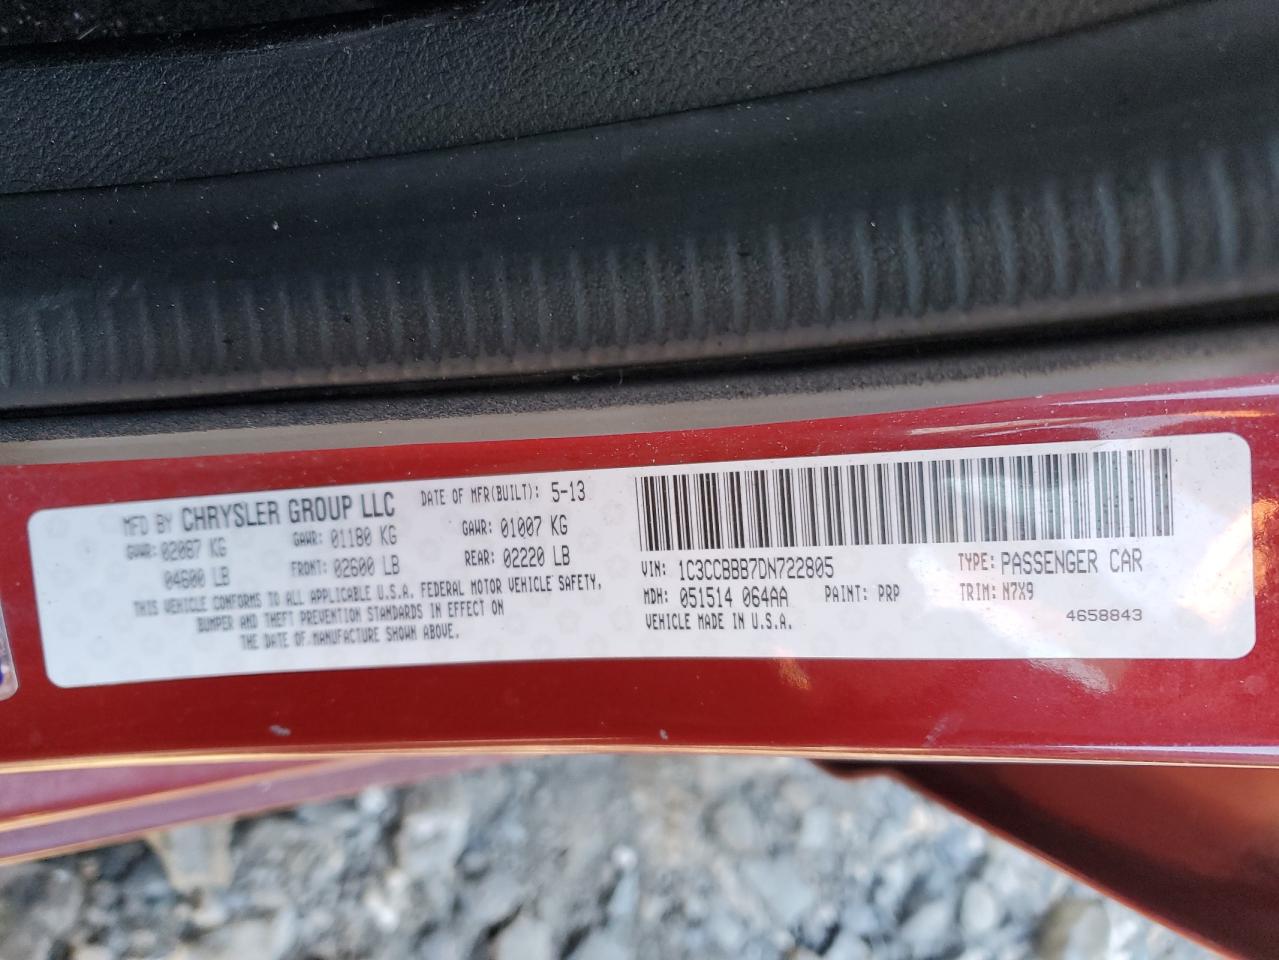 MFD BY CHRYSLER GROUP LLC DATE OF MFR(BUILT): 5-13
GVWR: 02087 KG GAWR: 01180 KG GAWR: 01007 KG
04600 LB FRONT: 02600 LB REAR: 02220 LB
THIS VEHICLE CONFORMS TO ALL APPLICABLE U.S.A. FEDERAL MOTOR VEHICLE SAFETY,
BUMPER AND THEFT PREVENTION STANDARDS IN EFFECT ON
THE DATE OF MANUFACTURE SHOWN ABOVE.
VIN: 1C3CCBBB7DN722805 TYPE: PASSENGER CAR
MDH: 051514 064AA PAINT: PRP TRIM: N7X9
VEHICLE MADE IN U.S.A. 4658843